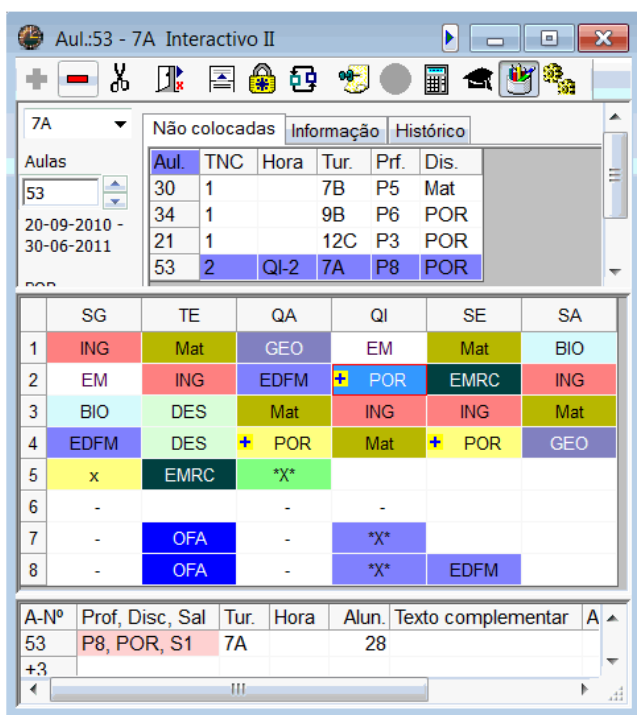 Aul.:53 - 7A Interactivo II
7A
Não colocadas Informação Histórico
Aulas
53
20-09-2010 -
30-06-2011
Aul. TNC Hora Tur. Prf. Dis.
30 1 7B P5 Mat
34 1 9B P6 POR
21 1 12C P3 POR
53 2 QI-2 7A P8 POR
SG TE QA QI SE SA
1 ING Mat GEO EM Mat BIO
2 EM ING EDFM + POR EMRC ING
3 BIO DES Mat ING ING Mat
4 EDFM DES + POR Mat + POR GEO
5 x EMRC *X*
6 - - -
7 - OFA - *X*
8 - OFA - *X* EDFM
A-Nº Prof, Disc, Sal Tur. Hora Alun. Texto complementar A
53 P8, POR, S1 7A 28
+3